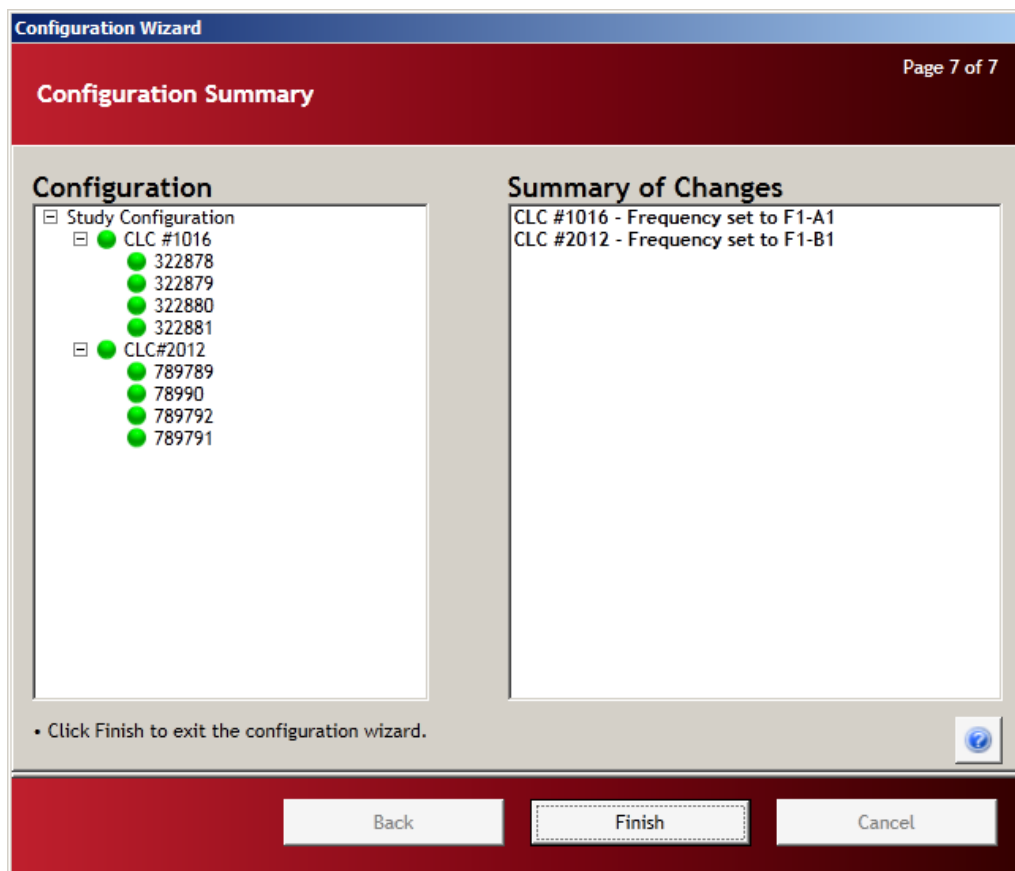 Configuration Wizard
Page 7 of 7
Configuration Summary
Configuration
Study Configuration
CLC #1016
322878
322879
322880
322881
CLC#2012
789789
78990
789792
789791
Summary of Changes
CLC #1016 - Frequency set to F1-A1
CLC #2012 - Frequency set to F1-B1
• Click Finish to exit the configuration wizard.
?
Back
Finish
Cancel